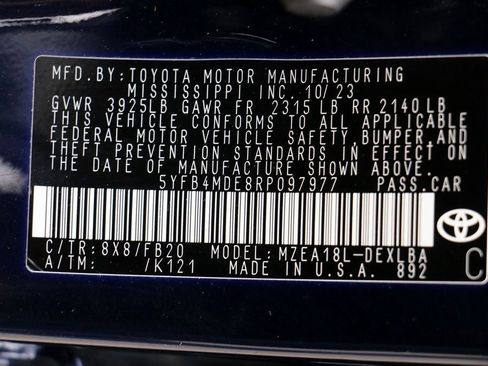 MFD.BY: TOYOTA MOTOR MANUFACTURING
MISSISSIPPI INC. 10/23
GVWR 3925LB GAWR FR 2315 LB RR 2140 LB
THIS VEHICLE CONFORMS TO ALL APPLICABLE
FEDERAL MOTOR VEHICLE SAFETY, BUMPER, AND
THEFT PREVENTION STANDARDS IN EFFECT ON
THE DATE OF MANUFACTURE SHOWN ABOVE.
5YFB4MDE8RP097977 PASS.CAR
C/TR: 8X8/FB20 MODEL: MZEA18L-DEXLBA
A/TM: /K121 MADE IN U.S.A. 892 C